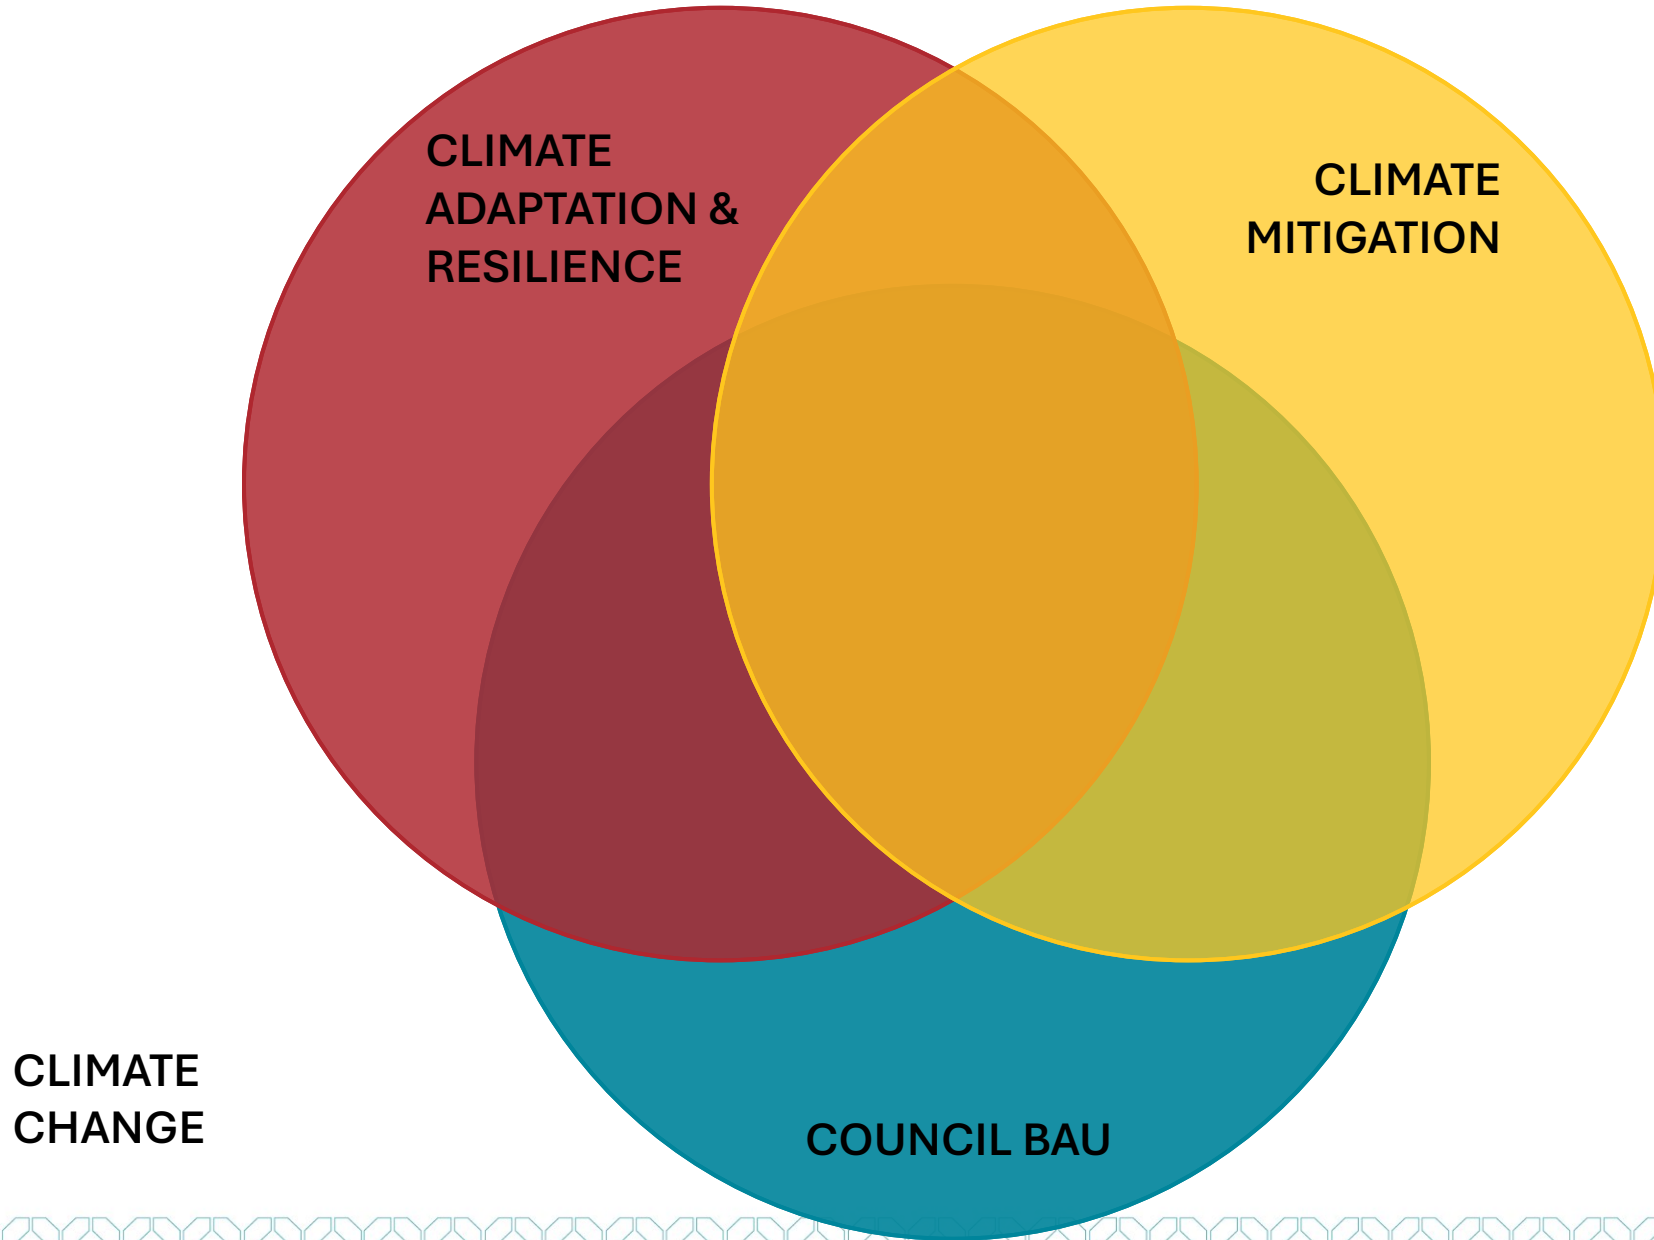 CLIMATE
ADAPTATION &
RESILIENCE
CLIMATE
MITIGATION
CLIMATE
CHANGE
COUNCIL BAU